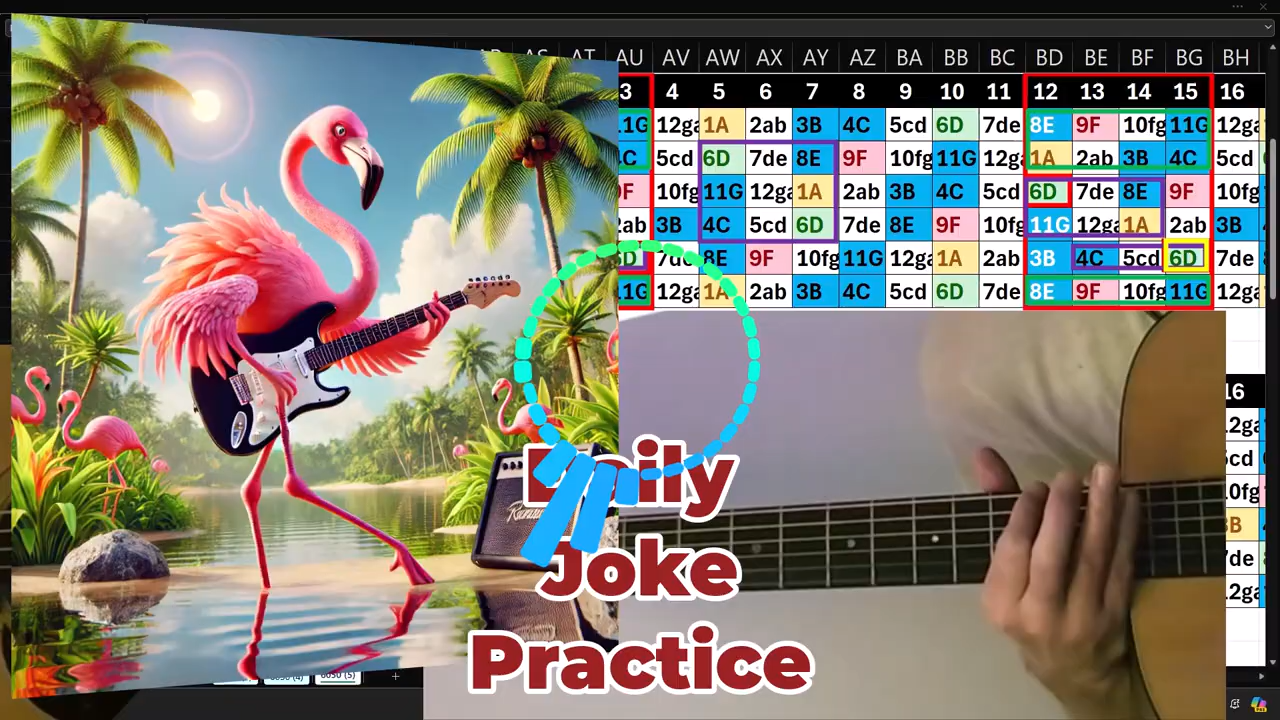 AU AV AW AX AY AZ BA BB BC BD BE BF BG BH
3 4 5 6 7 8 9 10 11 12 13 14 15 16
11G 12ga 1A 2ab 3B 4C 5cd 6D 7de 8E 9F 10fg 11G 12ga
4C 5cd 6D 7de 8E 9F 10fg 11G 12ga 1A 2ab 3B 4C 5cd
9F 10fg 11G 12ga 1A 2ab 3B 4C 5cd 6D 7de 8E 9F 10fg
2ab 3B 4C 5cd 6D 7de 8E 9F 10fg 11G 12ga 1A 2ab 3B
6D 7de 8E 9F 10fg 11G 12ga 1A 2ab 3B 4C 5cd 6D 7de
11G 12ga 1A 2ab 3B 4C 5cd 6D 7de 8E 9F 10fg 11G 12ga
16
12ga
5cd
10fg
3B
7de
12ga
Daily
Joke
Practice